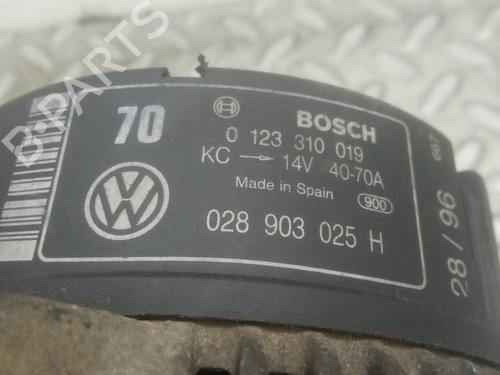 B-PARTS
70
BOSCH
0 123 310 019
KC → 14V 40-70A
Made in Spain 900
028 903 025 H
667
28 / 96